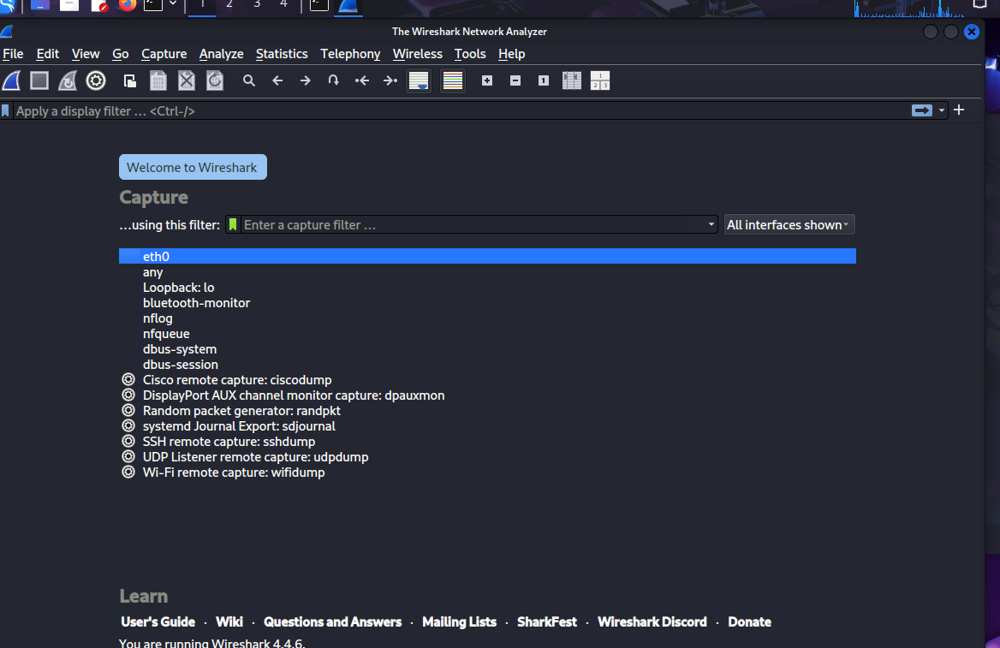 1 2 3 4
The Wireshark Network Analyzer
File Edit View Go Capture Analyze Statistics Telephony Wireless Tools Help
1 1 2 3
Apply a display filter … <Ctrl-/>
Welcome to Wireshark
Capture
…using this filter: Enter a capture filter … All interfaces shown
eth0
any
Loopback: lo
bluetooth-monitor
nflog
nfqueue
dbus-system
dbus-session
Cisco remote capture: ciscodump
DisplayPort AUX channel monitor capture: dpauxmon
Random packet generator: randpkt
systemd Journal Export: sdjournal
SSH remote capture: sshdump
UDP Listener remote capture: udpdump
Wi-Fi remote capture: wifidump
Learn
User's Guide · Wiki · Questions and Answers · Mailing Lists · SharkFest · Wireshark Discord · Donate
You are running Wireshark 4.4.6.